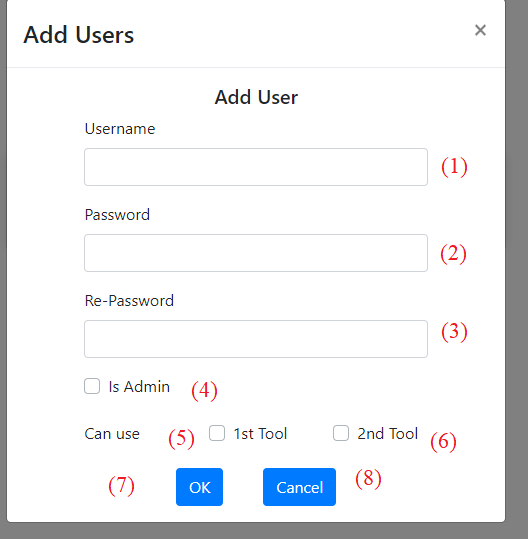 Add Users ×
Add User
Username
(1)
Password
(2)
Re-Password
(3)
Is Admin (4)
Can use (5) 1st Tool 2nd Tool (6)
(7) OK Cancel (8)